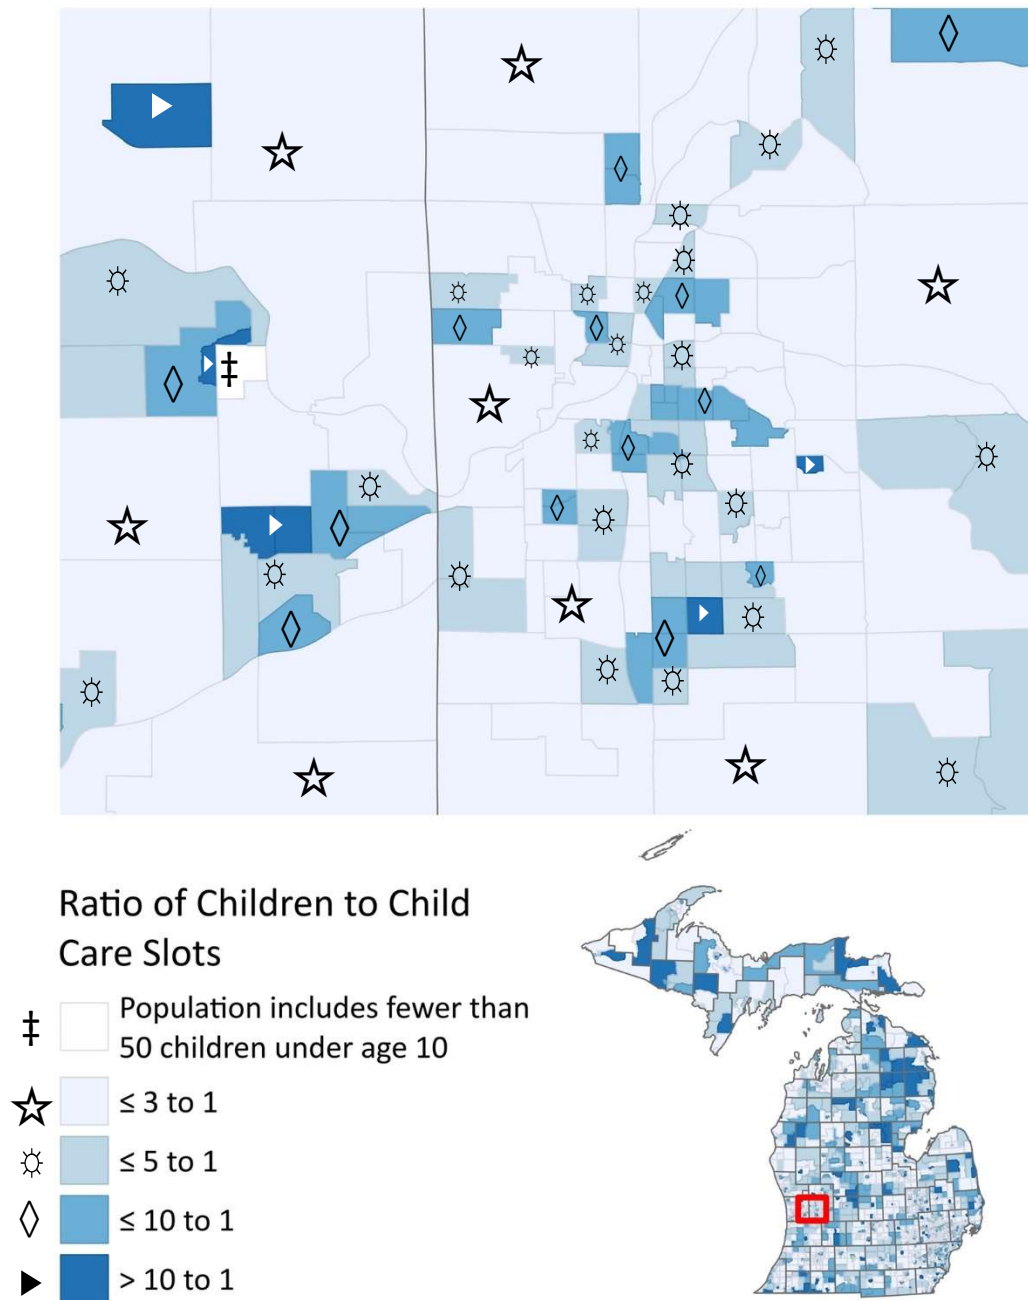 ‡
Ratio of Children to Child
Care Slots
‡ Population includes fewer than
50 children under age 10
≤ 3 to 1
≤ 5 to 1
≤ 10 to 1
> 10 to 1